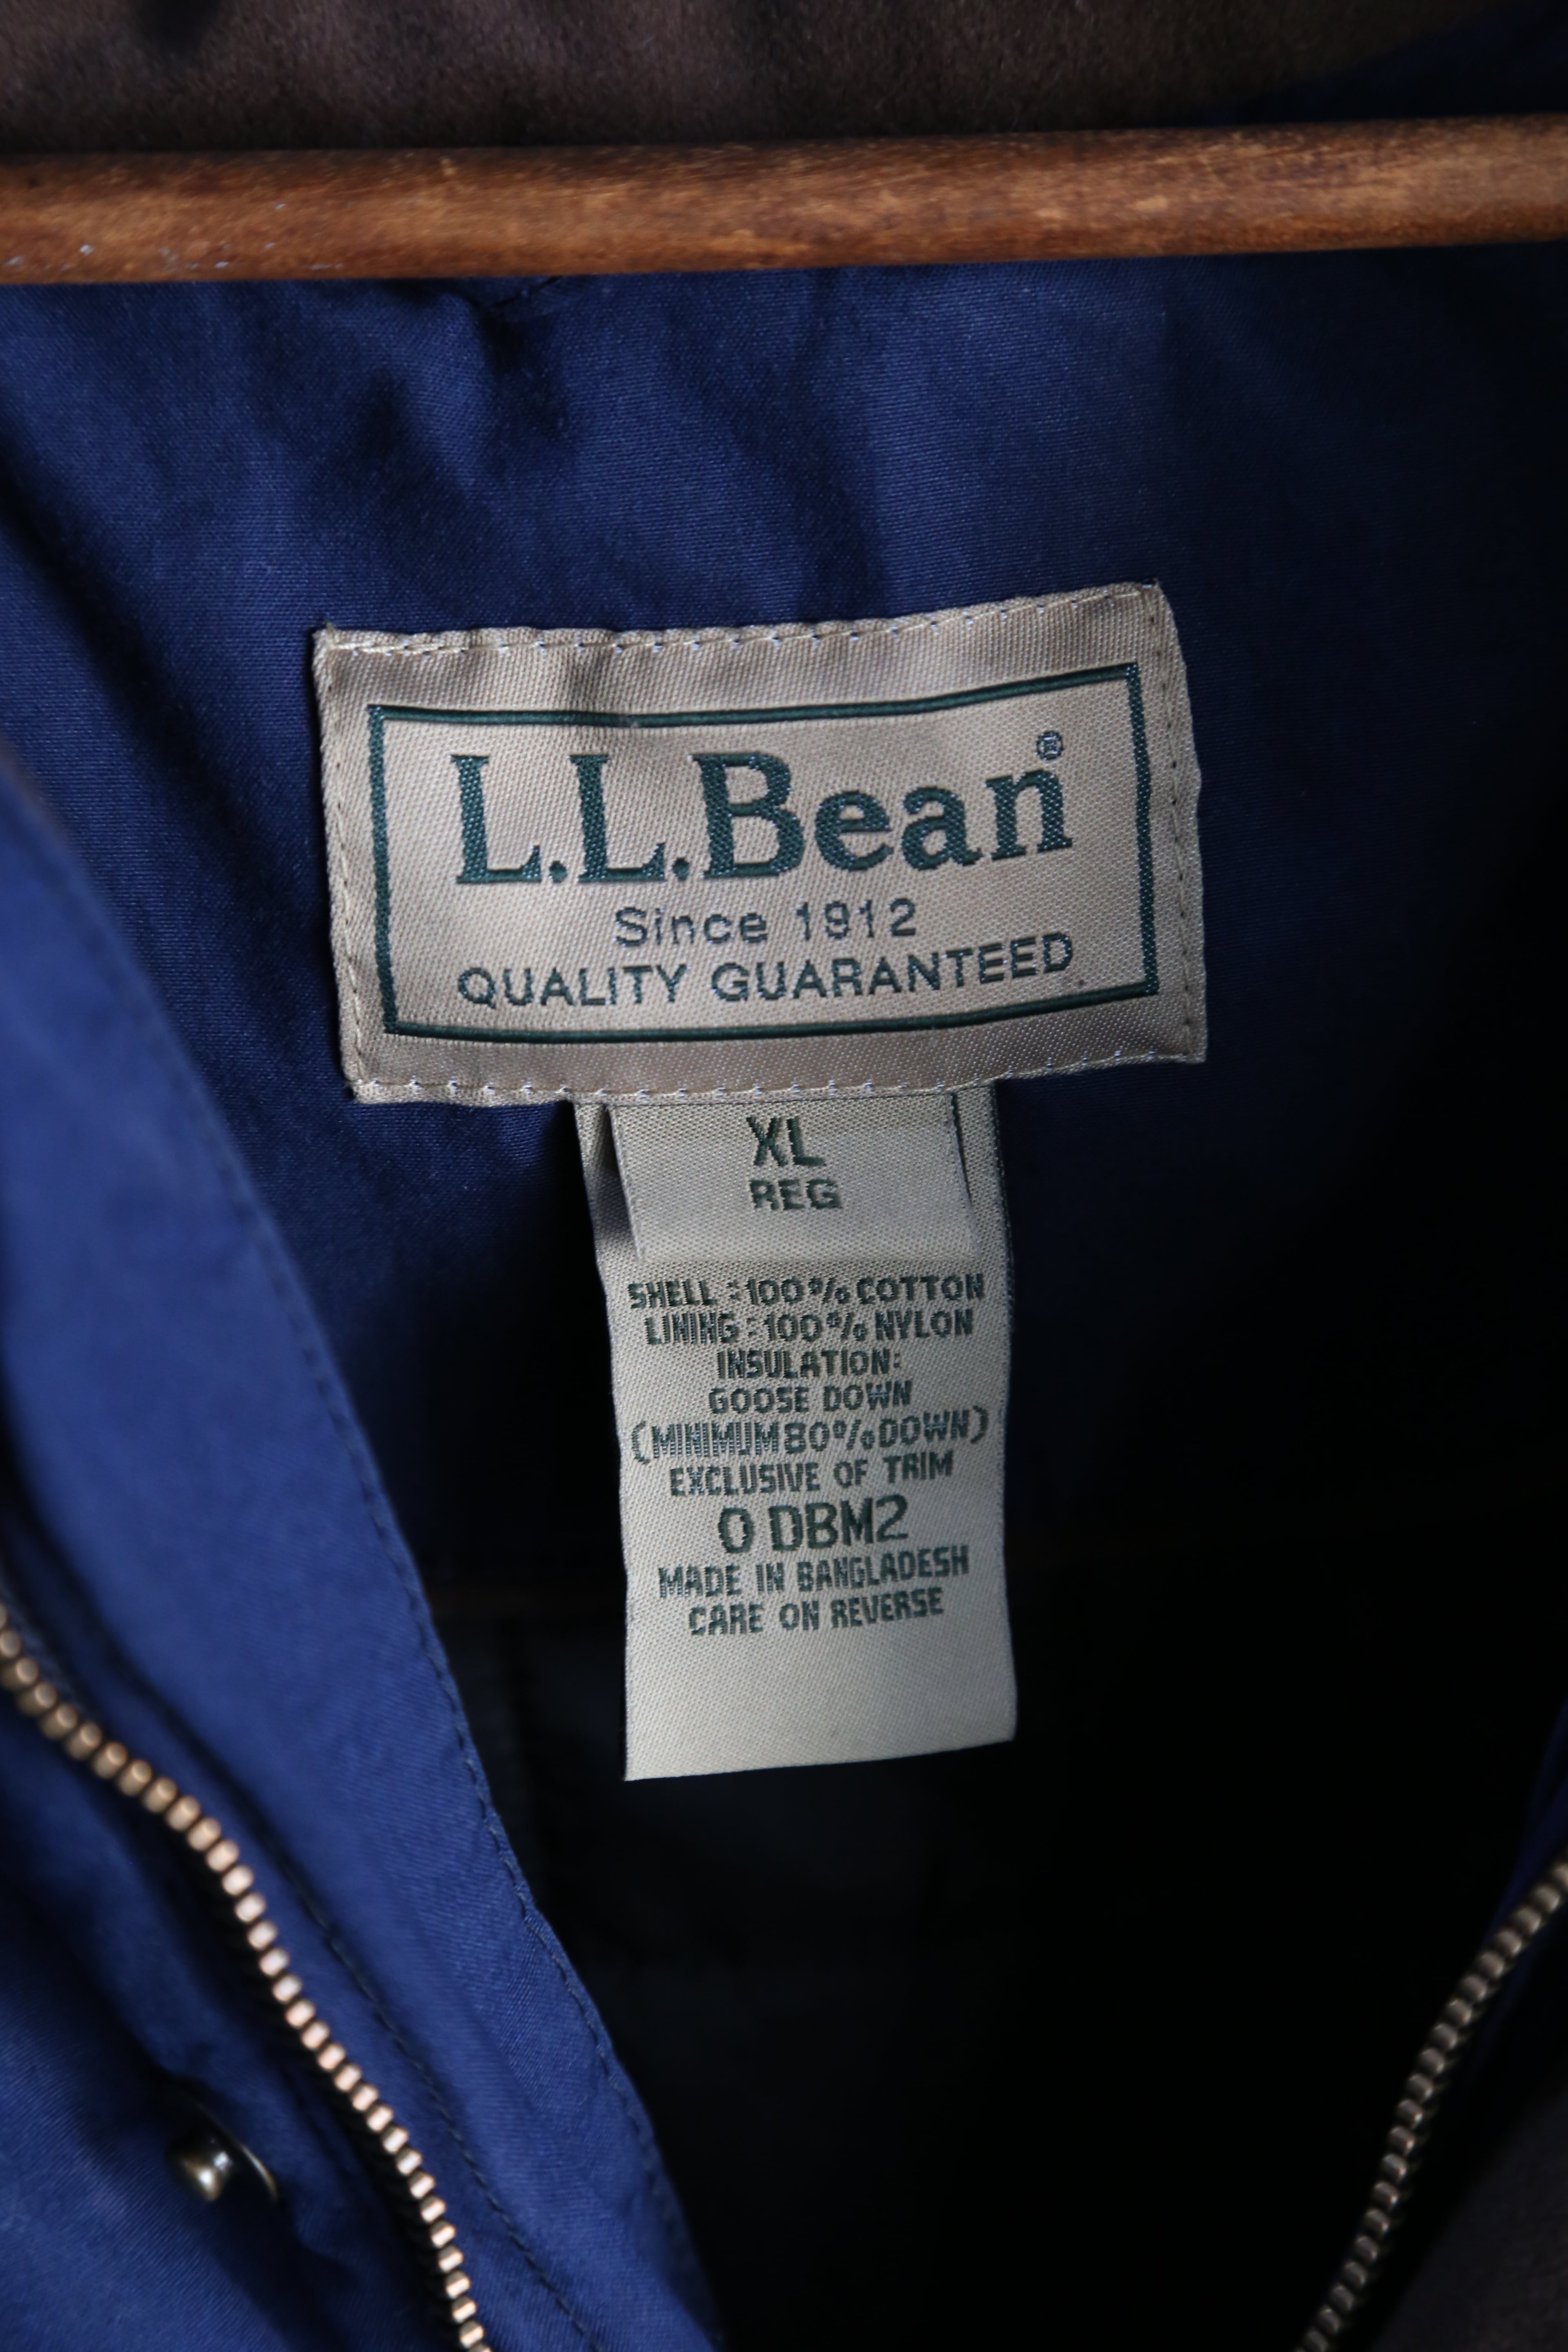 L.L.Bean®
Since 1912
QUALITY GUARANTEED
XL
REG
SHELL:100% COTTON
LINING:100% NYLON
INSULATION:
GOOSE DOWN
(MINIMUM 80% DOWN)
EXCLUSIVE OF TRIM
0 DBM2
MADE IN BANGLADESH
CARE ON REVERSE